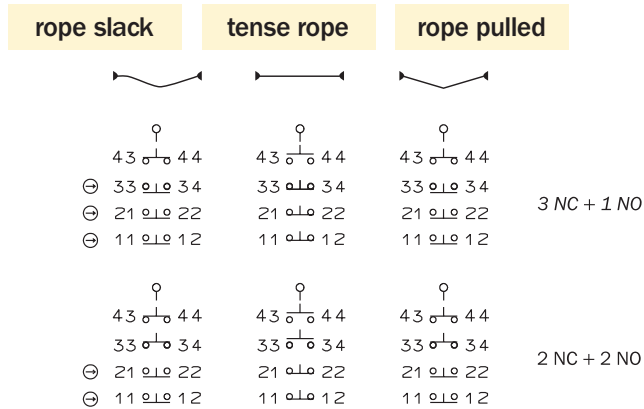 rope slack tense rope rope pulled
43 44 43 44 43 44
33 34 33 34 33 34
3 NC + 1 NO
21 22 21 22 21 22
11 12 11 12 11 12
43 44 43 44 43 44
33 34 33 34 33 34
2 NC + 2 NO
21 22 21 22 21 22
11 12 11 12 11 12